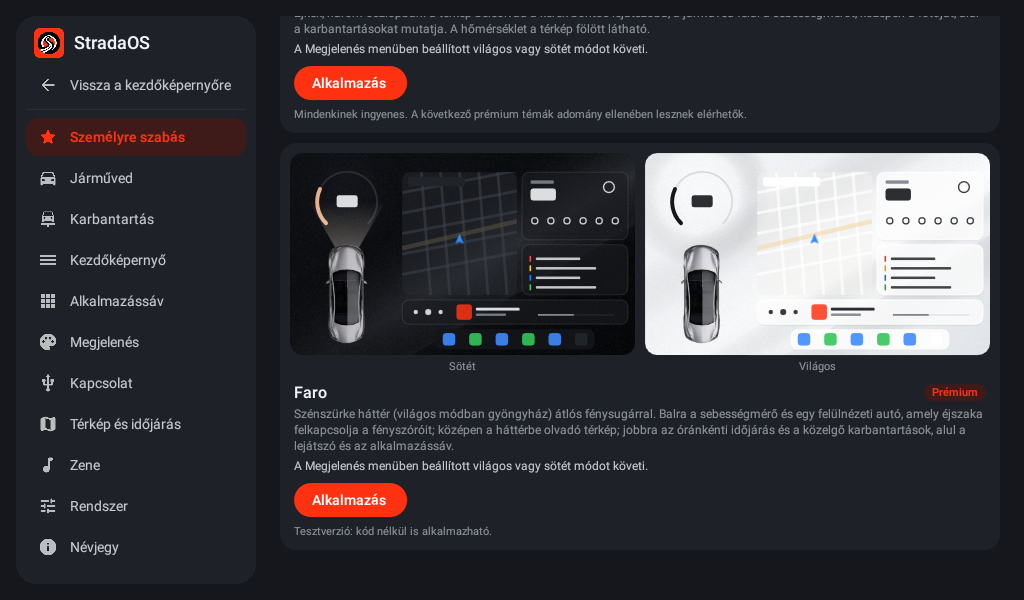 StradaOS
Vissza a kezdőképernyőre
Személyre szabás
Járműved
Karbantartás
Kezdőképernyő
Alkalmazássáv
Megjelenés
Kapcsolat
Térkép és időjárás
Zene
Rendszer
Névjegy
a karbantartásokat mutatja. A hőmérséklet a térkép fölött látható.
A Megjelenés menüben beállított világos vagy sötét módot követi.
Alkalmazás
Mindenkinek ingyenes. A következő prémium témák adomány ellenében lesznek elérhetők.
Sötét
Világos
Faro
Prémium
Szénszürke háttér (világos módban gyöngyház) átlós fénysugárral. Balra a sebességmérő és egy felülnézeti autó, amely éjszaka
felkapcsolja a fényszóróit; középen a háttérbe olvadó térkép; jobbra az óránkénti időjárás és a közelgő karbantartások, alul a
lejátszó és az alkalmazássáv.
A Megjelenés menüben beállított világos vagy sötét módot követi.
Alkalmazás
Tesztverzió: kód nélkül is alkalmazható.